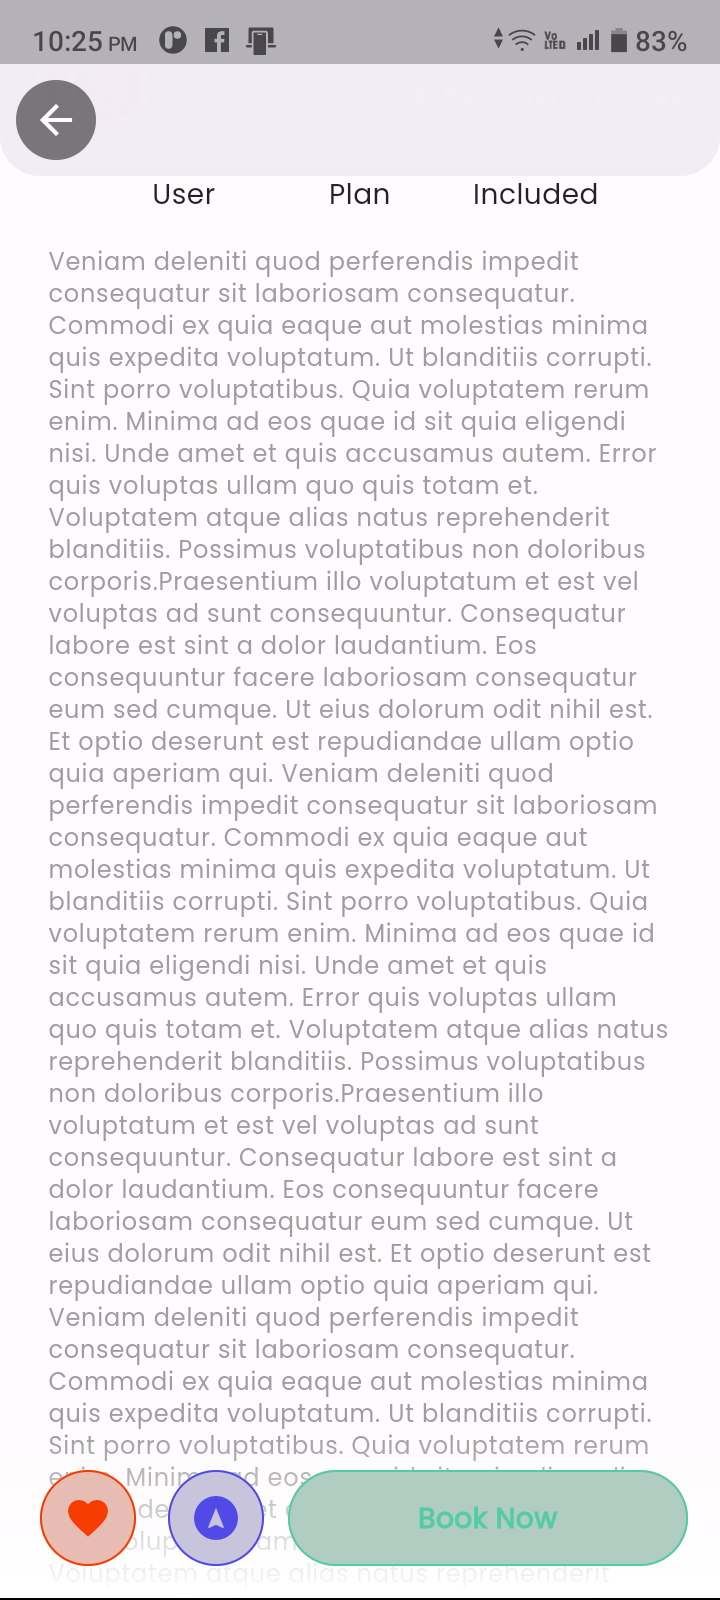 10:25 PM
Vo LTE 83%
User Plan Included
Veniam deleniti quod perferendis impedit
consequatur sit laboriosam consequatur.
Commodi ex quia eaque aut molestias minima
quis expedita voluptatum. Ut blanditiis corrupti.
Sint porro voluptatibus. Quia voluptatem rerum
enim. Minima ad eos quae id sit quia eligendi
nisi. Unde amet et quis accusamus autem. Error
quis voluptas ullam quo quis totam et.
Voluptatem atque alias natus reprehenderit
blanditiis. Possimus voluptatibus non doloribus
corporis.Praesentium illo voluptatum et est vel
voluptas ad sunt consequuntur. Consequatur
labore est sint a dolor laudantium. Eos
consequuntur facere laboriosam consequatur
eum sed cumque. Ut eius dolorum odit nihil est.
Et optio deserunt est repudiandae ullam optio
quia aperiam qui. Veniam deleniti quod
perferendis impedit consequatur sit laboriosam
consequatur. Commodi ex quia eaque aut
molestias minima quis expedita voluptatum. Ut
blanditiis corrupti. Sint porro voluptatibus. Quia
voluptatem rerum enim. Minima ad eos quae id
sit quia eligendi nisi. Unde amet et quis
accusamus autem. Error quis voluptas ullam
quo quis totam et. Voluptatem atque alias natus
reprehenderit blanditiis. Possimus voluptatibus
non doloribus corporis.Praesentium illo
voluptatum et est vel voluptas ad sunt
consequuntur. Consequatur labore est sint a
dolor laudantium. Eos consequuntur facere
laboriosam consequatur eum sed cumque. Ut
eius dolorum odit nihil est. Et optio deserunt est
repudiandae ullam optio quia aperiam qui.
Veniam deleniti quod perferendis impedit
consequatur sit laboriosam consequatur.
Commodi ex quia eaque aut molestias minima
quis expedita voluptatum. Ut blanditiis corrupti.
Sint porro voluptatibus. Quia voluptatem rerum
eos
Book Now
Voluptatem atque alias natus reprehenderit